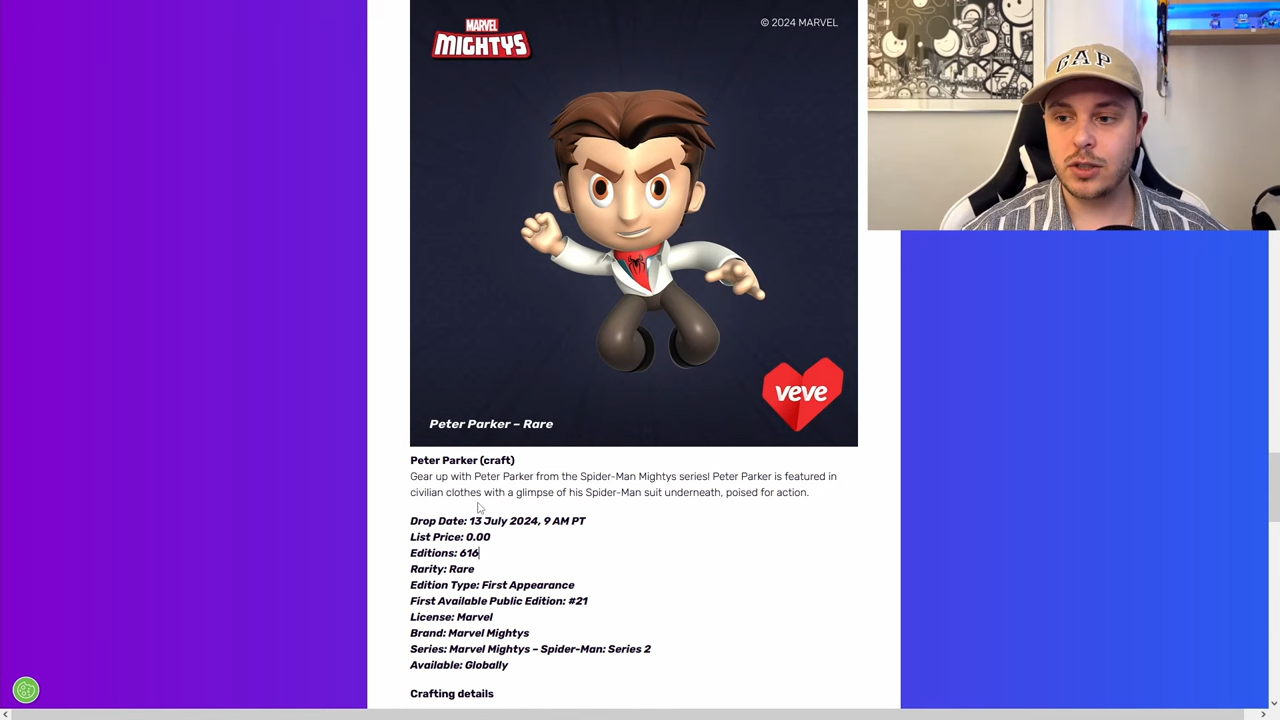 MARVEL
MIGHTYS
© 2024 MARVEL
GAP
veve
Peter Parker – Rare
Peter Parker (craft)
Gear up with Peter Parker from the Spider-Man Mightys series! Peter Parker is featured in
civilian clothes with a glimpse of his Spider-Man suit underneath, poised for action.
Drop Date: 13 July 2024, 9 AM PT
List Price: 0.00
Editions: 616
Rarity: Rare
Edition Type: First Appearance
First Available Public Edition: #21
License: Marvel
Brand: Marvel Mightys
Series: Marvel Mightys – Spider-Man: Series 2
Available: Globally
Crafting details